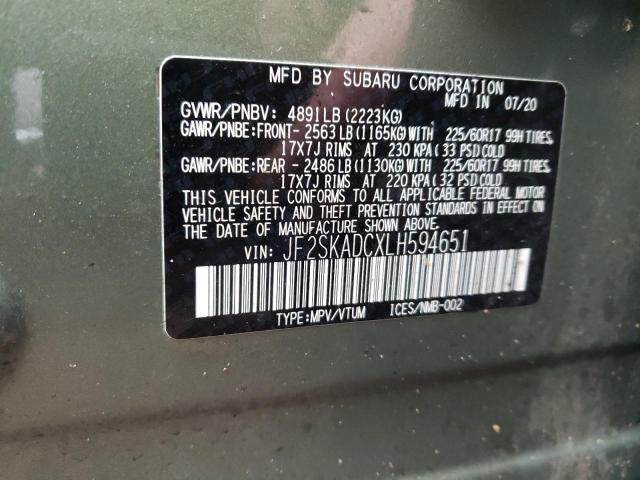 MFD BY SUBARU CORPORATION
MFD IN 07/20
GVWR/PNBV: 4891LB (2223KG)
GAWR/PNBE:FRONT- 2563 LB (1165KG) WITH 225/60R17 99H TIRES,
17X7J RIMS AT 230 KPA (33 PSI) COLD
GAWR/PNBE:REAR - 2486 LB (1130KG) WITH 225/60R17 99H TIRES,
17X7J RIMS AT 220 KPA (32 PSI) COLD
THIS VEHICLE CONFORMS TO ALL APPLICABLE FEDERAL MOTOR
VEHICLE SAFETY AND THEFT PREVENTION STANDARDS IN EFFECT ON
THE DATE OF MANUFACTURE SHOWN ABOVE.
VIN: JF2SKADCXLH594651
TYPE:MPV/VTUM ICES/NMB-002